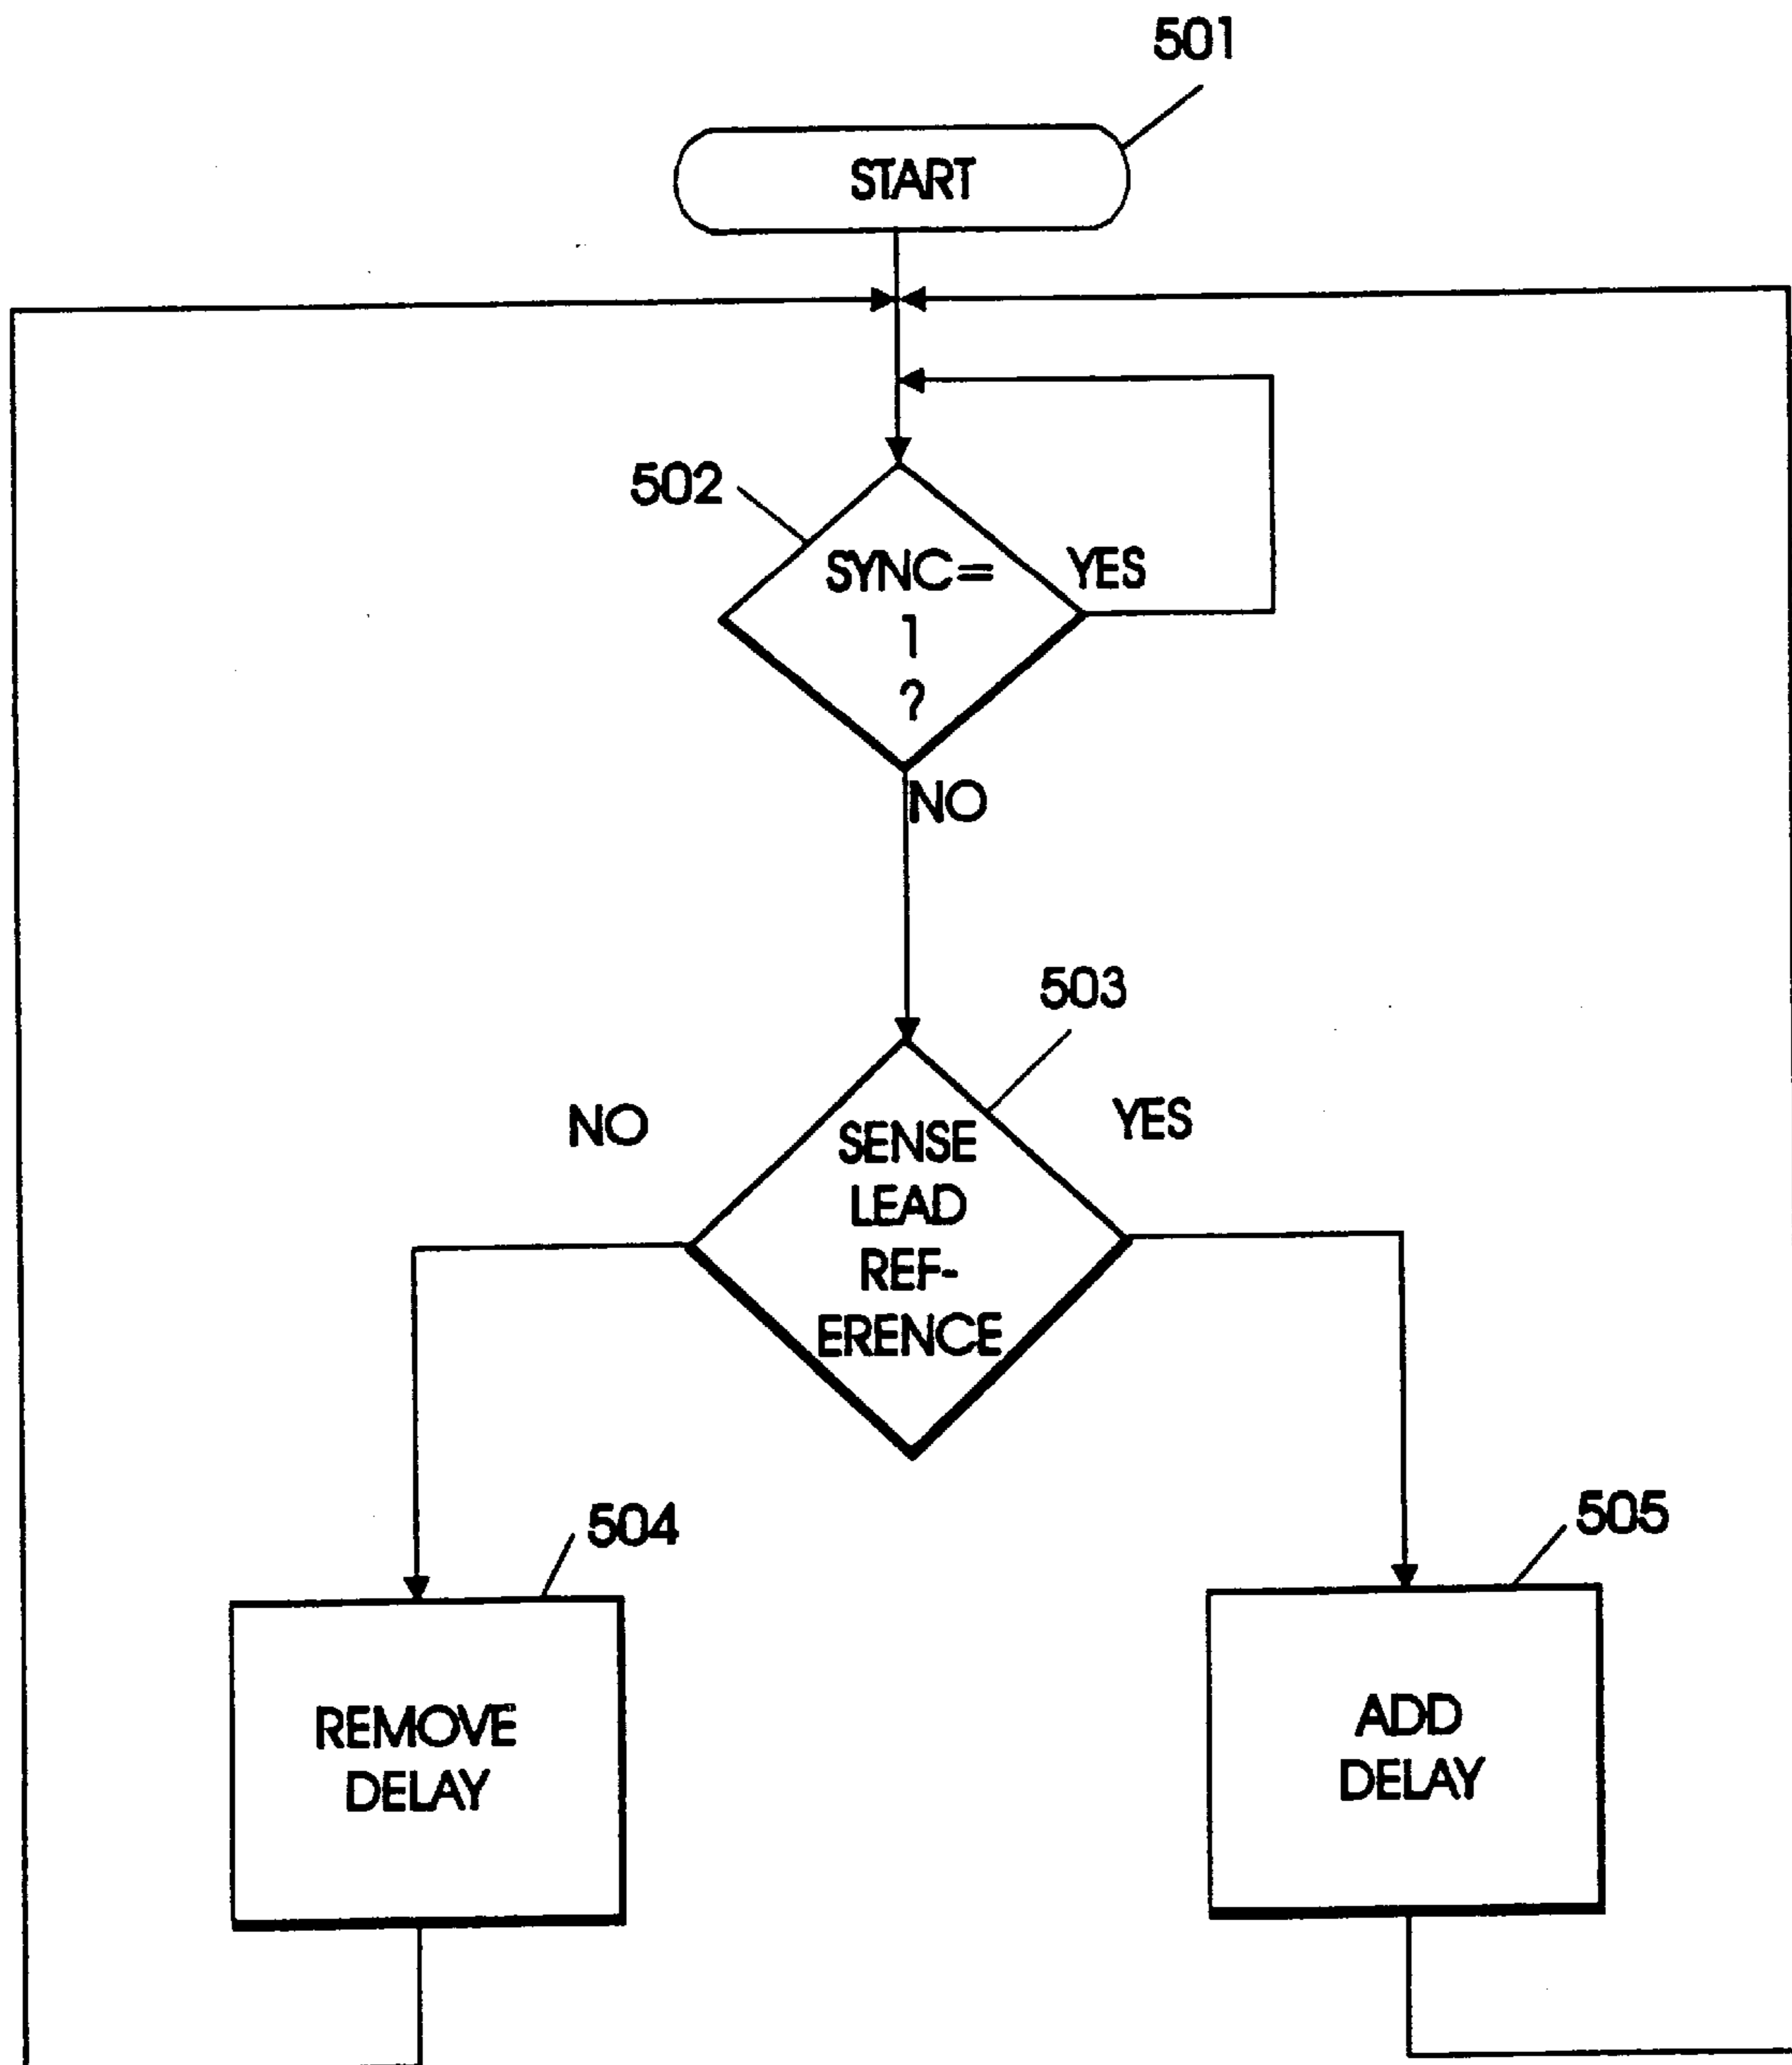 501
START
502
SYNC=
1
?
YES
NO
503
NO
YES
SENSE
LEAD
REF-
ERENCE
504
505
REMOVE
DELAY
ADD
DELAY